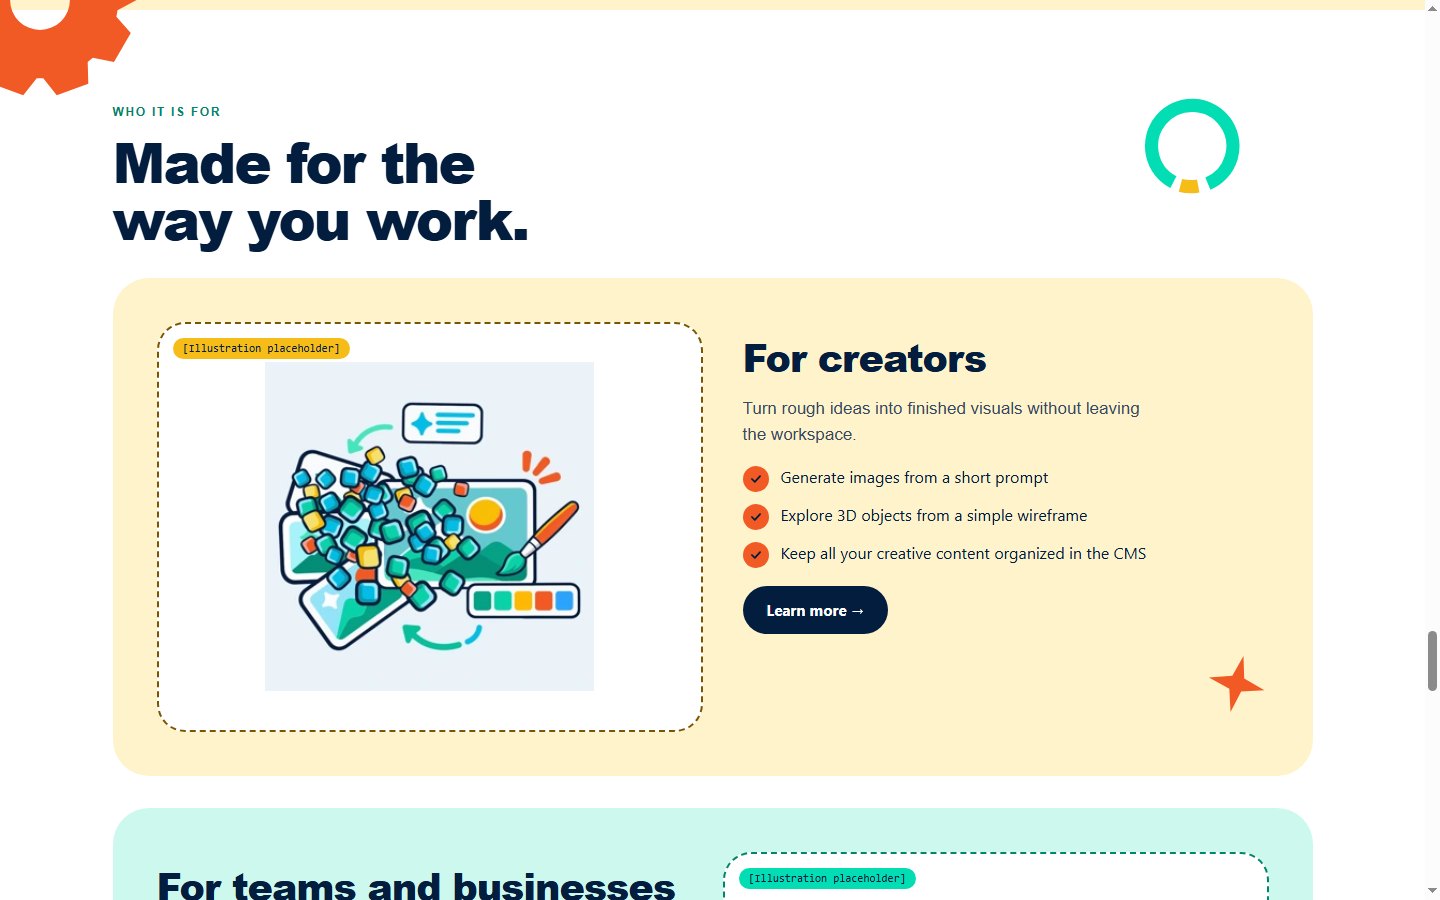 WHO IT IS FOR
Made for the
way you work.
[Illustration placeholder]
For creators
Turn rough ideas into finished visuals without leaving
the workspace.
Generate images from a short prompt
Explore 3D objects from a simple wireframe
Keep all your creative content organized in the CMS
Learn more →
For teams and businesses
[Illustration placeholder]